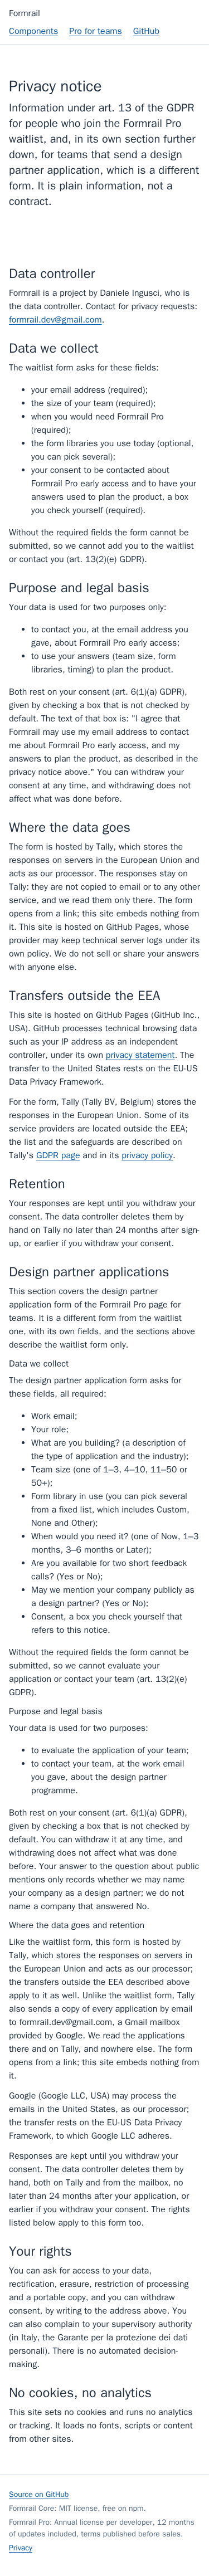 Formrail
Components Pro for teams GitHub
Privacy notice
Information under art. 13 of the GDPR
for people who join the Formrail Pro
waitlist, and, in its own section further
down, for teams that send a design
partner application, which is a different
form. It is plain information, not a
contract.
Data controller
Formrail is a project by Daniele Ingusci, who is
the data controller. Contact for privacy requests:
formrail.dev@gmail.com.
Data we collect
The waitlist form asks for these fields:
• your email address (required);
• the size of your team (required);
• when you would need Formrail Pro
(required);
• the form libraries you use today (optional,
you can pick several);
• your consent to be contacted about
Formrail Pro early access and to have your
answers used to plan the product, a box
you check yourself (required).
Without the required fields the form cannot be
submitted, so we cannot add you to the waitlist
or contact you (art. 13(2)(e) GDPR).
Purpose and legal basis
Your data is used for two purposes only:
• to contact you, at the email address you
gave, about Formrail Pro early access;
• to use your answers (team size, form
libraries, timing) to plan the product.
Both rest on your consent (art. 6(1)(a) GDPR),
given by checking a box that is not checked by
default. The text of that box is: "I agree that
Formrail may use my email address to contact
me about Formrail Pro early access, and my
answers to plan the product, as described in the
privacy notice above." You can withdraw your
consent at any time, and withdrawing does not
affect what was done before.
Where the data goes
The form is hosted by Tally, which stores the
responses on servers in the European Union and
acts as our processor. The responses stay on
Tally: they are not copied to email or to any other
service, and we read them only there. The form
opens from a link; this site embeds nothing from
it. This site is hosted on GitHub Pages, whose
provider may keep technical server logs under its
own policy. We do not sell or share your answers
with anyone else.
Transfers outside the EEA
This site is hosted on GitHub Pages (GitHub Inc.,
USA). GitHub processes technical browsing data
such as your IP address as an independent
controller, under its own privacy statement. The
transfer to the United States rests on the EU-US
Data Privacy Framework.
For the form, Tally (Tally BV, Belgium) stores the
responses in the European Union. Some of its
service providers are located outside the EEA;
the list and the safeguards are described on
Tally's GDPR page and in its privacy policy.
Retention
Your responses are kept until you withdraw your
consent. The data controller deletes them by
hand on Tally no later than 24 months after sign-
up, or earlier if you withdraw your consent.
Design partner applications
This section covers the design partner
application form of the Formrail Pro page for
teams. It is a different form from the waitlist
one, with its own fields, and the sections above
describe the waitlist form only.
Data we collect
The design partner application form asks for
these fields, all required:
• Work email;
• Your role;
• What are you building? (a description of
the type of application and the industry);
• Team size (one of 1–3, 4–10, 11–50 or
50+);
• Form library in use (you can pick several
from a fixed list, which includes Custom,
None and Other);
• When would you need it? (one of Now, 1–3
months, 3–6 months or Later);
• Are you available for two short feedback
calls? (Yes or No);
• May we mention your company publicly as
a design partner? (Yes or No);
• Consent, a box you check yourself that
refers to this notice.
Without the required fields the form cannot be
submitted, so we cannot evaluate your
application or contact your team (art. 13(2)(e)
GDPR).
Purpose and legal basis
Your data is used for two purposes:
• to evaluate the application of your team;
• to contact your team, at the work email
you gave, about the design partner
programme.
Both rest on your consent (art. 6(1)(a) GDPR),
given by checking a box that is not checked by
default. You can withdraw it at any time, and
withdrawing does not affect what was done
before. Your answer to the question about public
mentions only records whether we may name
your company as a design partner; we do not
name a company that answered No.
Where the data goes and retention
Like the waitlist form, this form is hosted by
Tally, which stores the responses on servers in
the European Union and acts as our processor;
the transfers outside the EEA described above
apply to it as well. Unlike the waitlist form, Tally
also sends a copy of every application by email
to formrail.dev@gmail.com, a Gmail mailbox
provided by Google. We read the applications
there and on Tally, and nowhere else. The form
opens from a link; this site embeds nothing from
it.
Google (Google LLC, USA) may process the
emails in the United States, as our processor;
the transfer rests on the EU-US Data Privacy
Framework, to which Google LLC adheres.
Responses are kept until you withdraw your
consent. The data controller deletes them by
hand, both on Tally and from the mailbox, no
later than 24 months after your application, or
earlier if you withdraw your consent. The rights
listed below apply to this form too.
Your rights
You can ask for access to your data,
rectification, erasure, restriction of processing
and a portable copy, and you can withdraw
consent, by writing to the address above. You
can also complain to your supervisory authority
(in Italy, the Garante per la protezione dei dati
personali). There is no automated decision-
making.
No cookies, no analytics
This site sets no cookies and runs no analytics
or tracking. It loads no fonts, scripts or content
from other sites.
Source on GitHub
Formrail Core: MIT license, free on npm.
Formrail Pro: Annual license per developer, 12 months
of updates included, terms published before sales.
Privacy